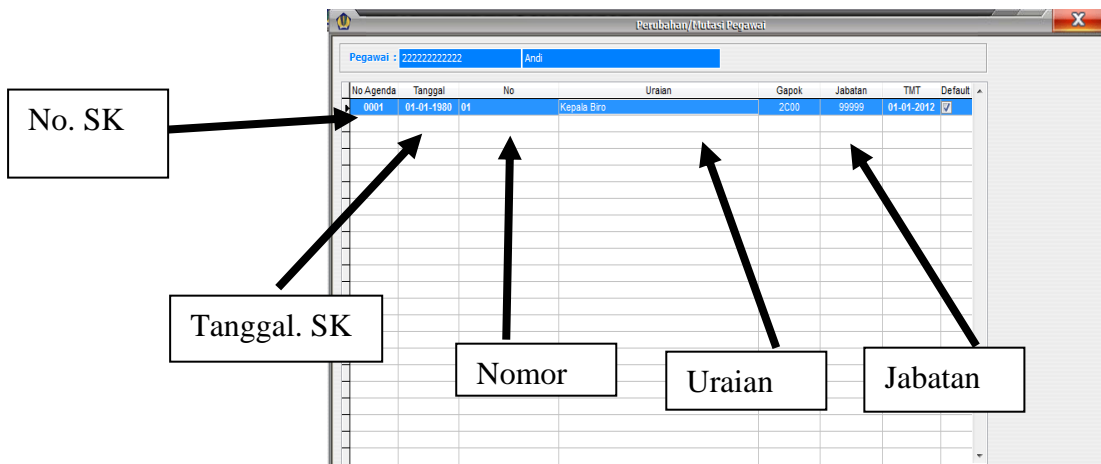 Perubahan/Mutasi Pegawai
X
Pegawai : 222222222222 Andi
No Agenda Tanggal No Uraian Gapok Jabatan TMT Default
0001 01-01-1980 01 Kepala Biro 2C00 99999 01-01-2012
No. SK
Tanggal. SK
Nomor
Uraian
Jabatan